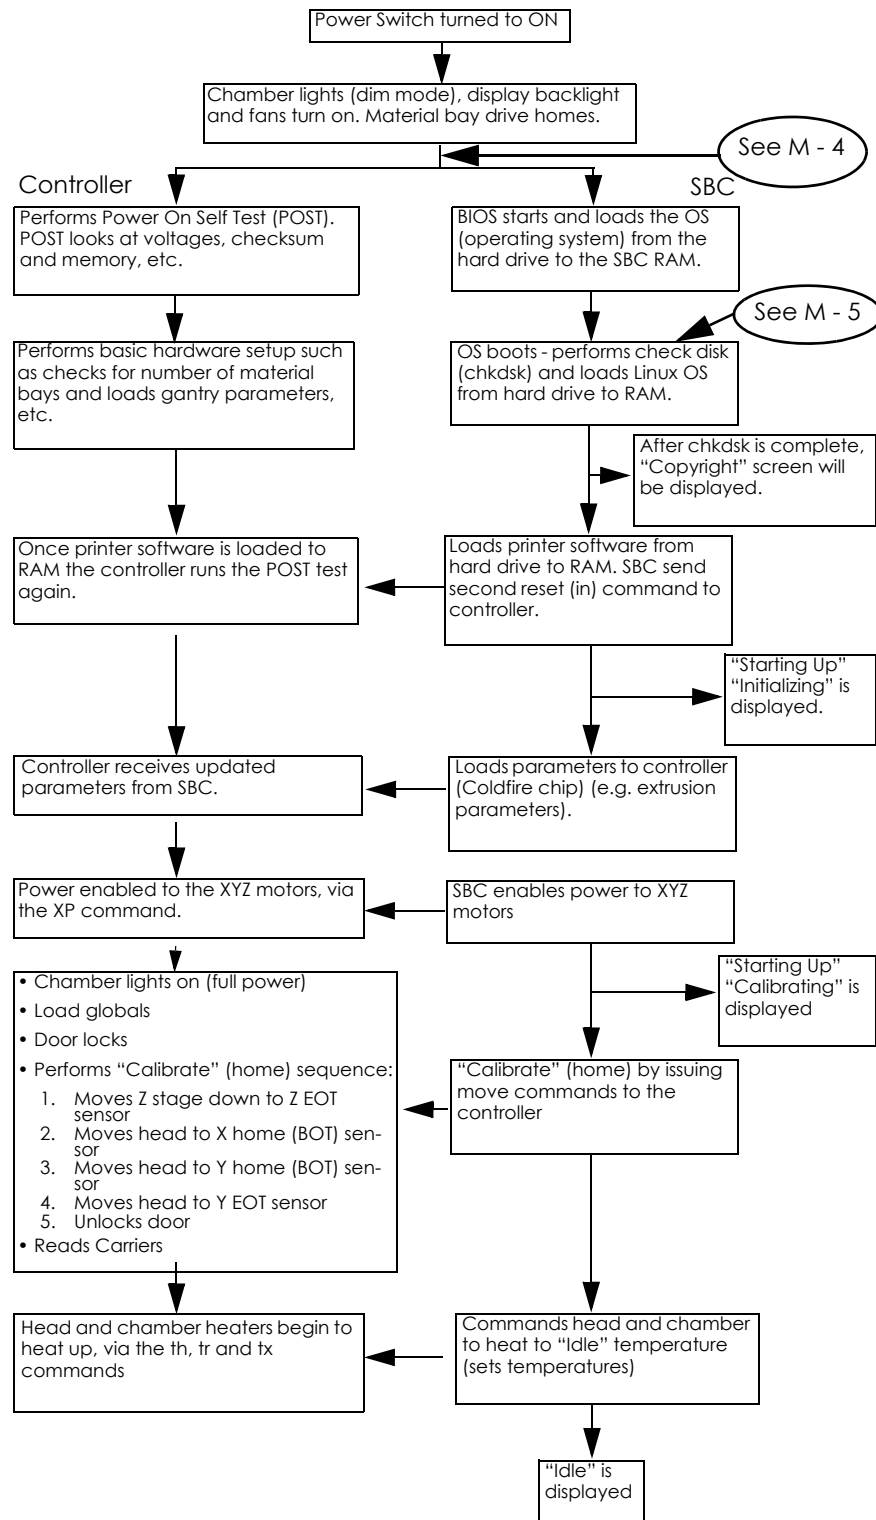 Power Switch turned to ON
Chamber lights (dim mode), display backlight
and fans turn on. Material bay drive homes.
See M - 4
Controller
SBC
Performs Power On Self Test (POST).
POST looks at voltages, checksum
and memory, etc.
BIOS starts and loads the OS
(operating system) from the
hard drive to the SBC RAM.
See M - 5
Performs basic hardware setup such
as checks for number of material
bays and loads gantry parameters,
etc.
OS boots - performs check disk
(chkdsk) and loads Linux OS
from hard drive to RAM.
After chkdsk is complete,
“Copyright” screen will
be displayed.
Once printer software is loaded to
RAM the controller runs the POST test
again.
Loads printer software from
hard drive to RAM. SBC send
second reset (in) command to
controller.
“Starting Up”
“Initializing” is
displayed.
Controller receives updated
parameters from SBC.
Loads parameters to controller
(Coldfire chip) (e.g. extrusion
parameters).
Power enabled to the XYZ motors, via
the XP command.
SBC enables power to XYZ
motors
“Starting Up”
“Calibrating” is
displayed
• Chamber lights on (full power)
• Load globals
• Door locks
• Performs “Calibrate” (home) sequence:
1. Moves Z stage down to Z EOT
sensor
2. Moves head to X home (BOT) sen-
sor
3. Moves head to Y home (BOT) sen-
sor
4. Moves head to Y EOT sensor
5. Unlocks door
• Reads Carriers
“Calibrate” (home) by issuing
move commands to the
controller
Head and chamber heaters begin to
heat up, via the th, tr and tx
commands
Commands head and chamber
to heat to “Idle” temperature
(sets temperatures)
“Idle” is
displayed